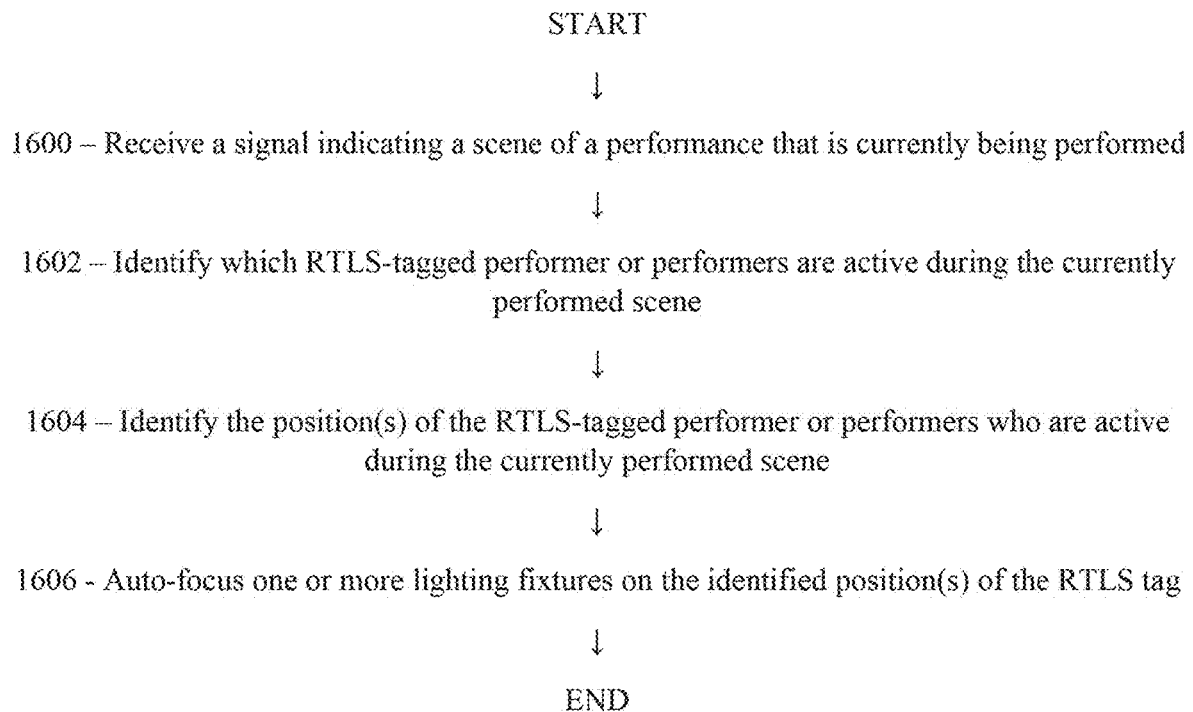 START
↓
1600 – Receive a signal indicating a scene of a performance that is currently being performed
↓
1602 – Identify which RTLS-tagged performer or performers are active during the currently
performed scene
↓
1604 – Identify the position(s) of the RTLS-tagged performer or performers who are active
during the currently performed scene
↓
1606 - Auto-focus one or more lighting fixtures on the identified position(s) of the RTLS tag
↓
END